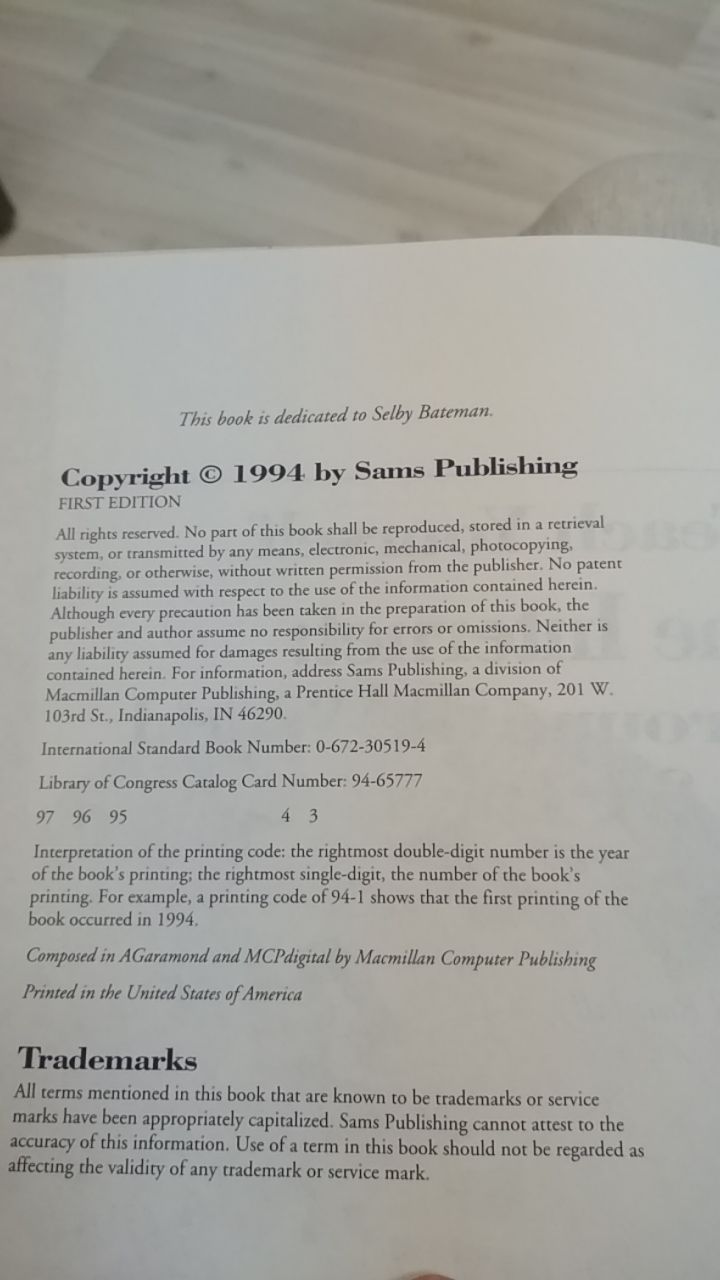 This book is dedicated to Selby Bateman.
Copyright © 1994 by Sams Publishing
FIRST EDITION
All rights reserved. No part of this book shall be reproduced, stored in a retrieval
system, or transmitted by any means, electronic, mechanical, photocopying,
recording, or otherwise, without written permission from the publisher. No patent
liability is assumed with respect to the use of the information contained herein.
Although every precaution has been taken in the preparation of this book, the
publisher and author assume no responsibility for errors or omissions. Neither is
any liability assumed for damages resulting from the use of the information
contained herein. For information, address Sams Publishing, a division of
Macmillan Computer Publishing, a Prentice Hall Macmillan Company, 201 W.
103rd St., Indianapolis, IN 46290.
International Standard Book Number: 0-672-30519-4
Library of Congress Catalog Card Number: 94-65777
97 96 95 4 3
Interpretation of the printing code: the rightmost double-digit number is the year
of the book's printing; the rightmost single-digit, the number of the book's
printing. For example, a printing code of 94-1 shows that the first printing of the
book occurred in 1994.
Composed in AGaramond and MCPdigital by Macmillan Computer Publishing
Printed in the United States of America
Trademarks
All terms mentioned in this book that are known to be trademarks or service
marks have been appropriately capitalized. Sams Publishing cannot attest to the
accuracy of this information. Use of a term in this book should not be regarded as
affecting the validity of any trademark or service mark.